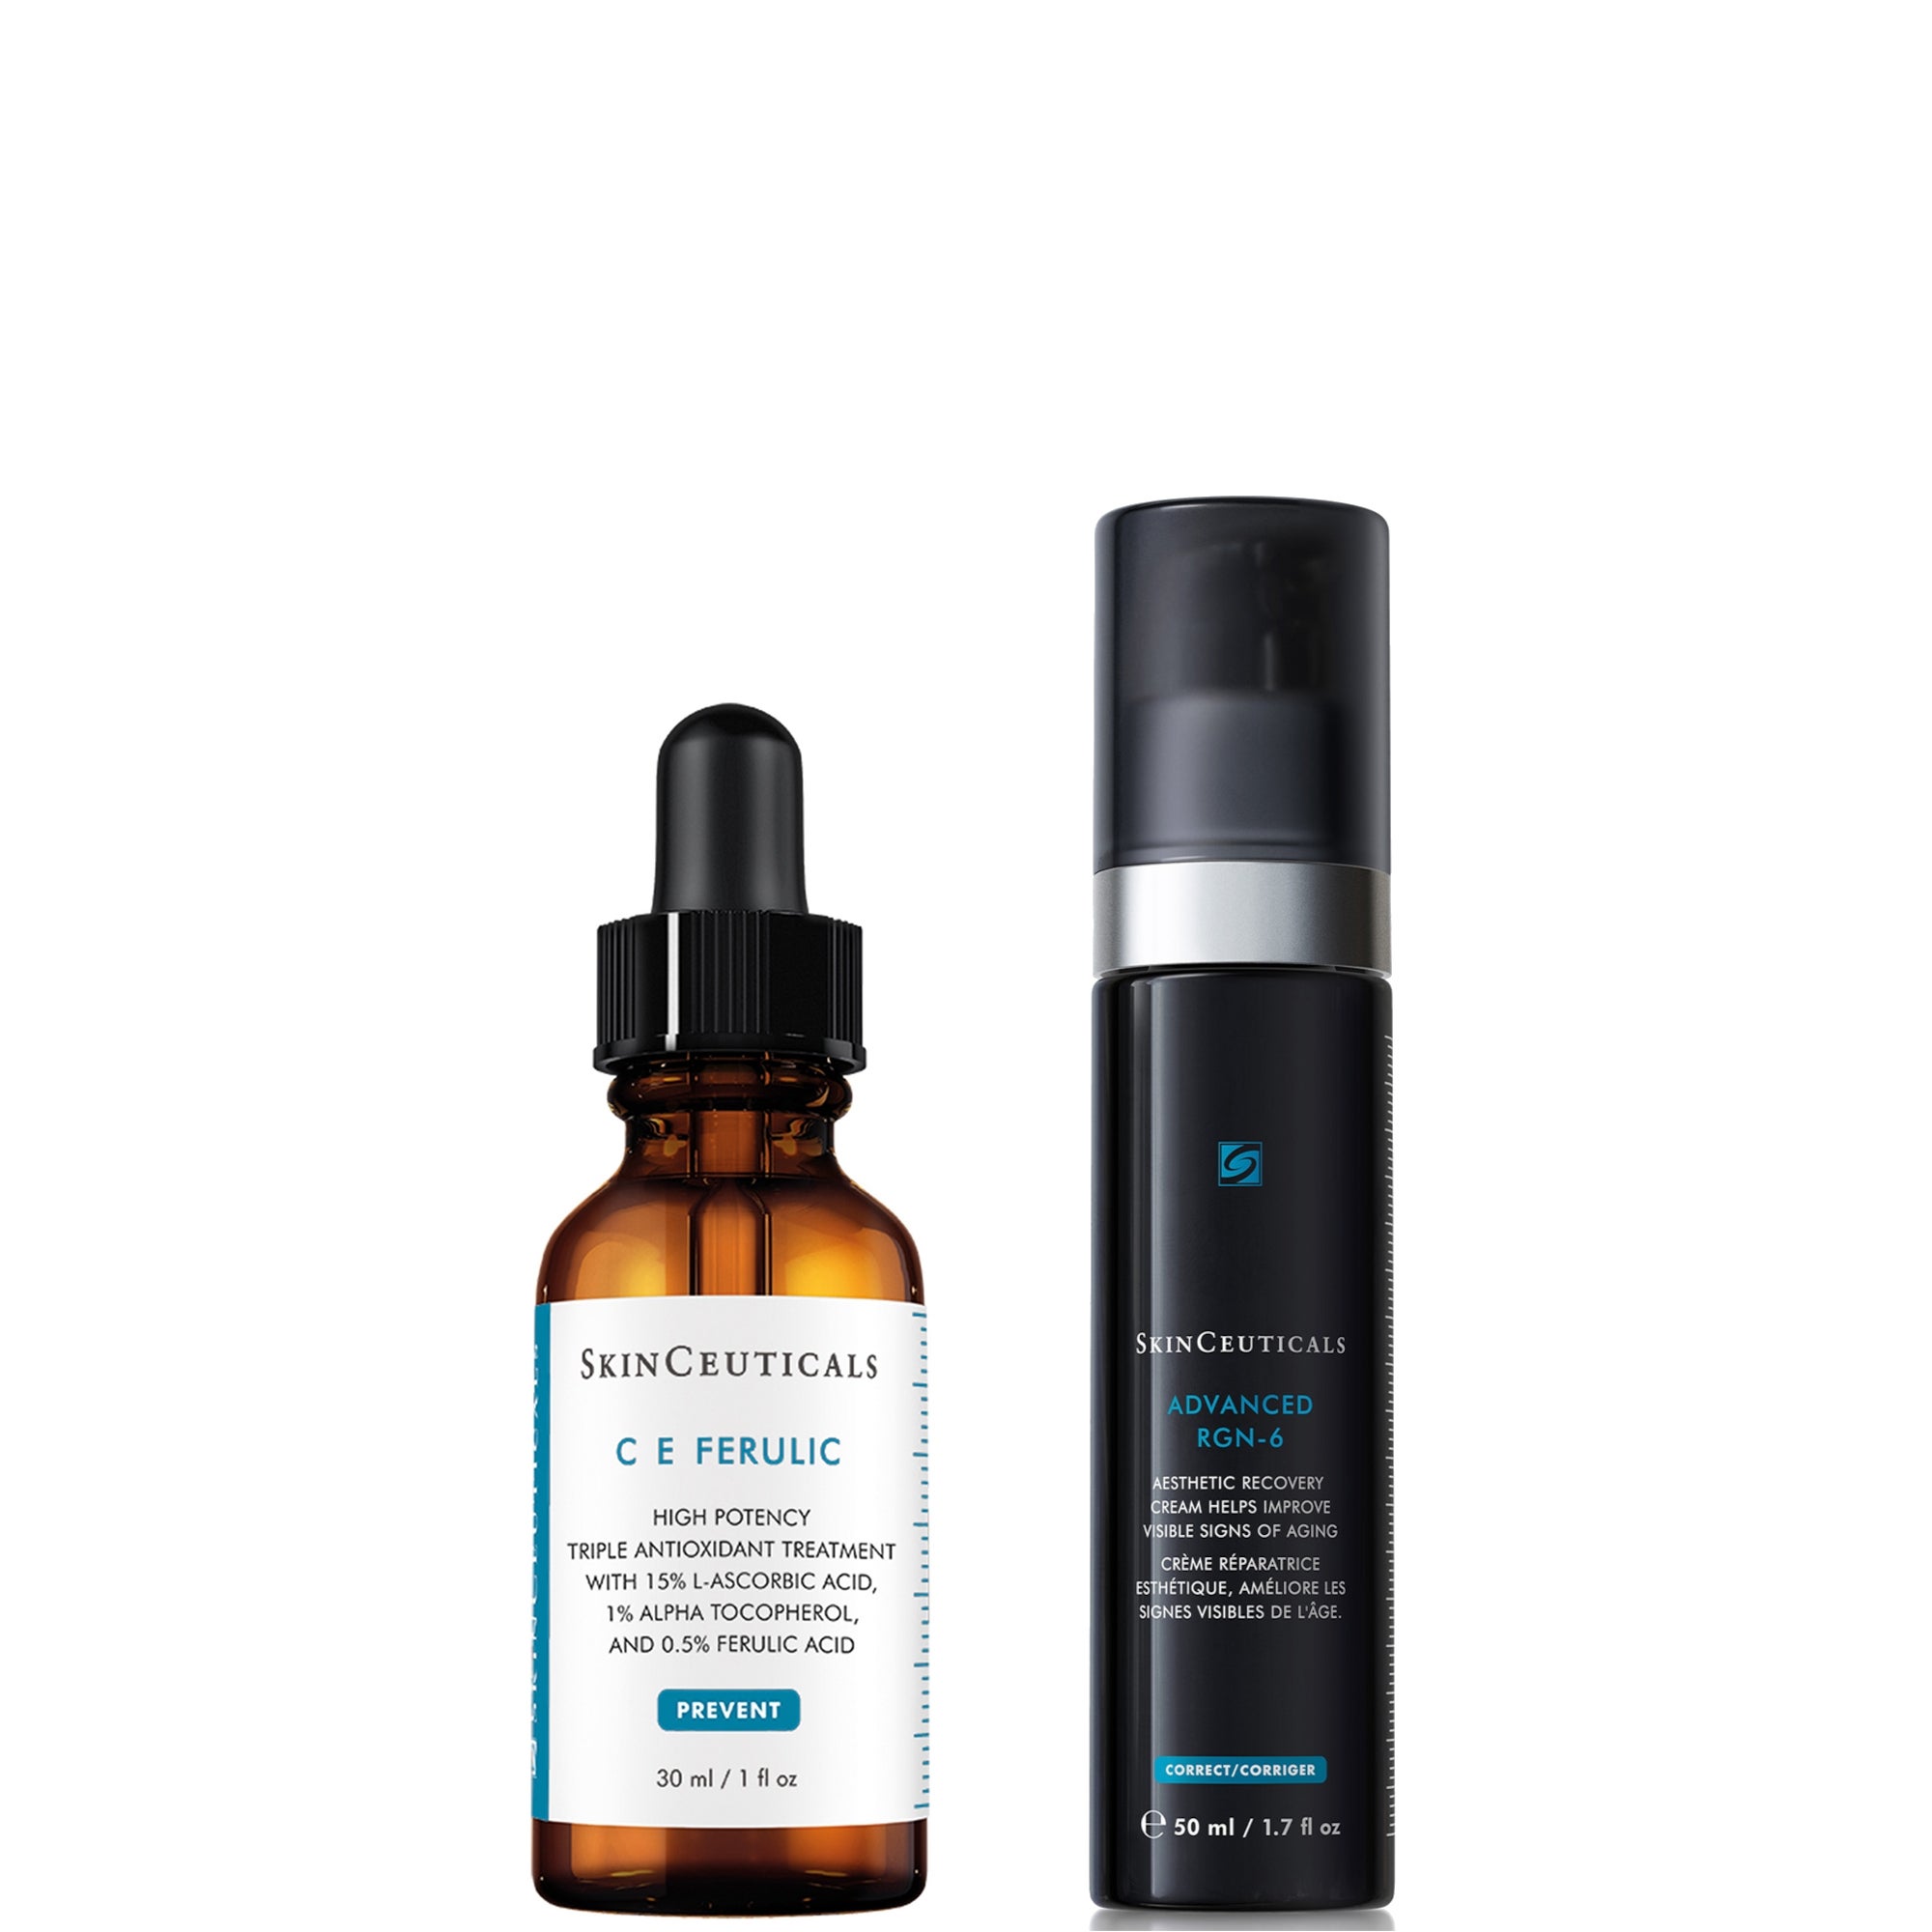 SKINCEUTICALS
C E FERULIC
HIGH POTENCY
TRIPLE ANTIOXIDANT TREATMENT
WITH 15% L-ASCORBIC ACID,
1% ALPHA TOCOPHEROL,
AND 0.5% FERULIC ACID
PREVENT
30 ml / 1 fl oz
SKINCEUTICALS
ADVANCED
RGN-6
AESTHETIC RECOVERY
CREAM HELPS IMPROVE
VISIBLE SIGNS OF AGING
CRÈME RÉPARATRICE
ESTHÉTIQUE, AMÉLIORE LES
SIGNES VISIBLES DE L'ÂGE.
CORRECT/CORRIGER
℮ 50 ml / 1.7 fl oz